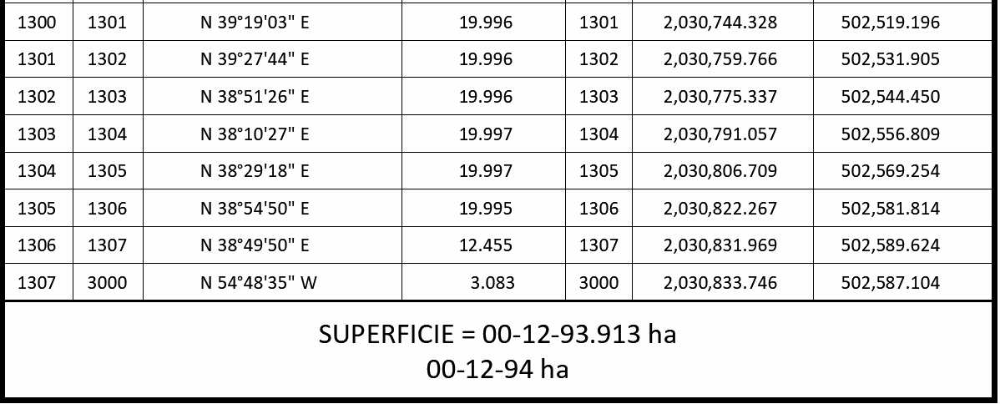 1300 1301 N 39°19'03" E 19.996 1301 2,030,744.328 502,519.196
1301 1302 N 39°27'44" E 19.996 1302 2,030,759.766 502,531.905
1302 1303 N 38°51'26" E 19.996 1303 2,030,775.337 502,544.450
1303 1304 N 38°10'27" E 19.997 1304 2,030,791.057 502,556.809
1304 1305 N 38°29'18" E 19.997 1305 2,030,806.709 502,569.254
1305 1306 N 38°54'50" E 19.995 1306 2,030,822.267 502,581.814
1306 1307 N 38°49'50" E 12.455 1307 2,030,831.969 502,589.624
1307 3000 N 54°48'35" W 3.083 3000 2,030,833.746 502,587.104
SUPERFICIE = 00-12-93.913 ha
00-12-94 ha